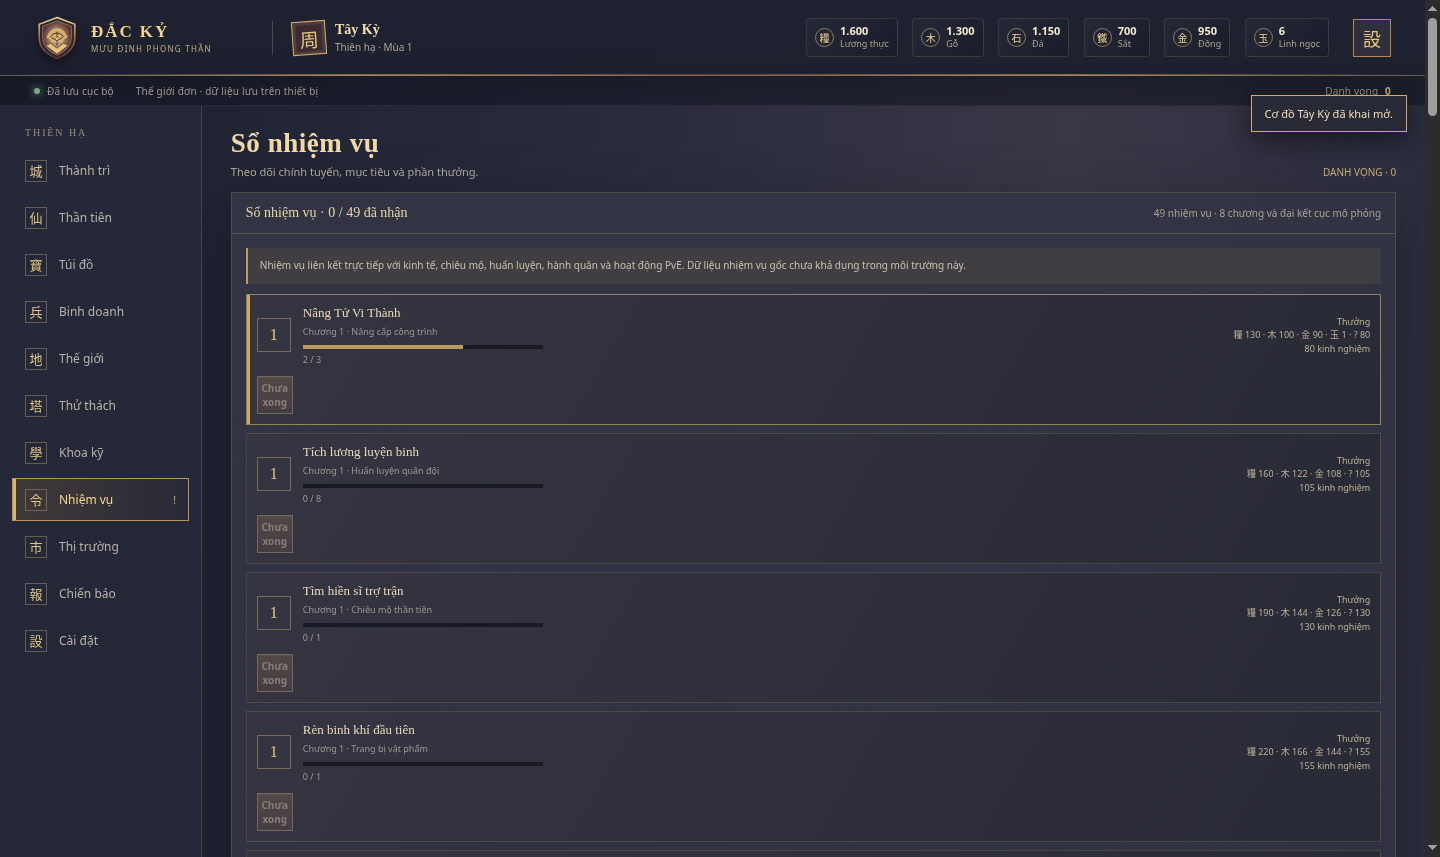 ĐẮC KỶ
MƯU ĐỊNH PHONG THẦN
周
Tây Kỳ
Thiên hạ · Mùa 1
糧 1.600 Lương thực
木 1.300 Gỗ
石 1.150 Đá
鐵 700 Sắt
金 950 Đồng
玉 6 Linh ngọc
設
Đã lưu cục bộ
Thế giới đơn · dữ liệu lưu trên thiết bị
Danh vọng 0
Cơ đồ Tây Kỳ đã khai mở.
THIÊN HẠ
城 Thành trì
仙 Thần tiên
寶 Túi đồ
兵 Binh doanh
地 Thế giới
塔 Thử thách
學 Khoa kỹ
令 Nhiệm vụ !
市 Thị trường
報 Chiến báo
設 Cài đặt
Sổ nhiệm vụ
Theo dõi chính tuyến, mục tiêu và phần thưởng.
DANH VỌNG · 0
Sổ nhiệm vụ · 0 / 49 đã nhận
49 nhiệm vụ · 8 chương và đại kết cục mô phỏng
Nhiệm vụ liên kết trực tiếp với kinh tế, chiêu mộ, huấn luyện, hành quân và hoạt động PvE. Dữ liệu nhiệm vụ gốc chưa khả dụng trong môi trường này.
1
Nâng Tử Vi Thành
Chương 1 · Nâng cấp công trình
2 / 3
Thưởng
糧 130 · 木 100 · 金 90 · 玉 1 · ? 80
80 kinh nghiệm
Chưa
xong
1
Tích lương luyện binh
Chương 1 · Huấn luyện quân đội
0 / 8
Thưởng
糧 160 · 木 122 · 金 108 · ? 105
105 kinh nghiệm
Chưa
xong
1
Tìm hiền sĩ trợ trận
Chương 1 · Chiêu mộ thần tiên
0 / 1
Thưởng
糧 190 · 木 144 · 金 126 · ? 130
130 kinh nghiệm
Chưa
xong
1
Rèn binh khí đầu tiên
Chương 1 · Trang bị vật phẩm
0 / 1
Thưởng
糧 220 · 木 166 · 金 144 · ? 155
155 kinh nghiệm
Chưa
xong